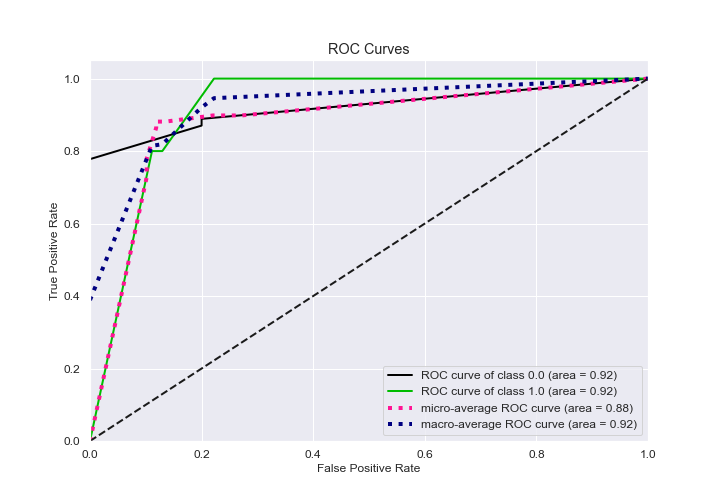 ROC Curves
1.0
0.8
0.6
0.4
0.2
0.0
True Positive Rate
ROC curve of class 0.0 (area = 0.92)
ROC curve of class 1.0 (area = 0.92)
micro-average ROC curve (area = 0.88)
macro-average ROC curve (area = 0.92)
0.0 0.2 0.4 0.6 0.8 1.0
False Positive Rate